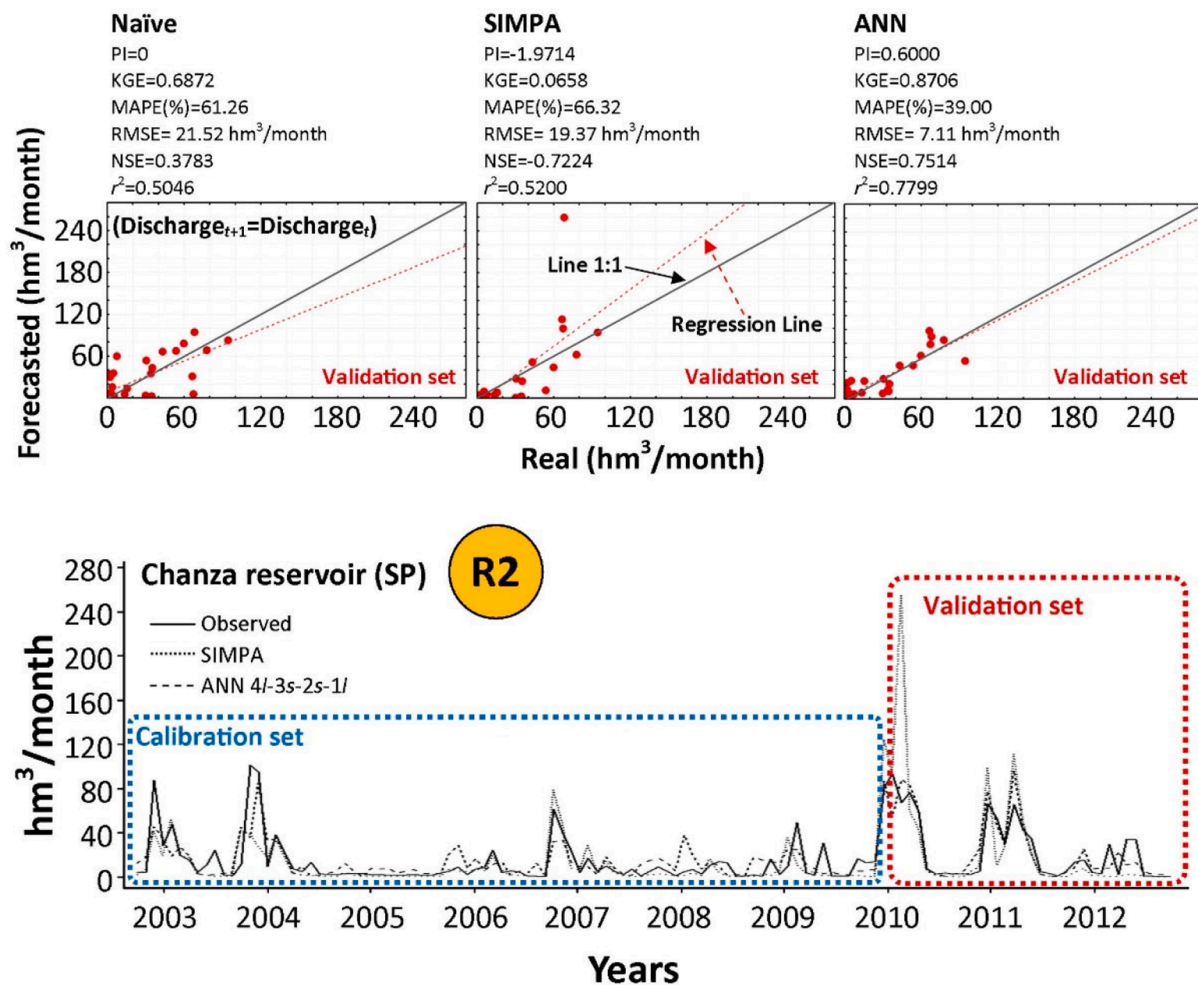 Naïve
PI=0
KGE=0.6872
MAPE(%)=61.26
RMSE= 21.52 hm³/month
NSE=0.3783
r²=0.5046
SIMPA
PI=-1.9714
KGE=0.0658
MAPE(%)=66.32
RMSE= 19.37 hm³/month
NSE=-0.7224
r²=0.5200
ANN
PI=0.6000
KGE=0.8706
MAPE(%)=39.00
RMSE= 7.11 hm³/month
NSE=0.7514
r²=0.7799
Forecasted (hm³/month)
240
180
120
60
(Discharge_{t+1}=Discharge_t)
Validation set
0 60 120 180 240
Line 1:1
Regression Line
Validation set
0 60 120 180 240
Validation set
0 60 120 180 240
Real (hm³/month)
Chanza reservoir (SP)
R2
Observed
SIMPA
ANN 4l-3s-2s-1l
Calibration set
Validation set
hm³/month
280
240
200
160
120
80
40
0
2003 2004 2005 2006 2007 2008 2009 2010 2011 2012
Years